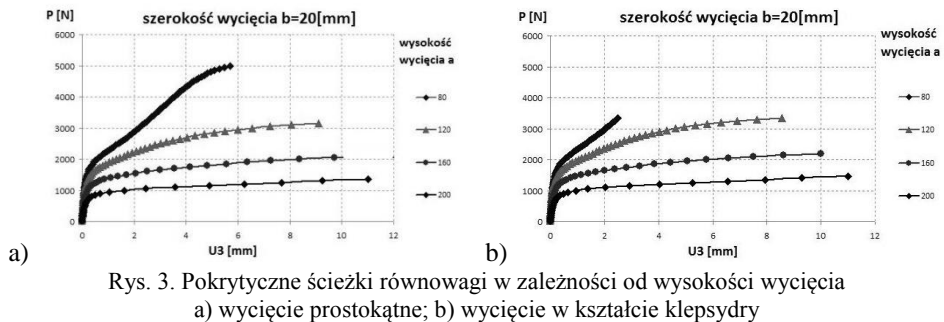 P [N] szerokość wycięcia b=20[mm]
wysokość
wycięcia a
6000
5000
4000
3000
2000
1000
0
80
120
160
200
0 2 4 6 8 10 12
U3 [mm]
a)
P [N] szerokość wycięcia b=20[mm]
wysokość
wycięcia a
6000
5000
4000
3000
2000
1000
0
80
120
160
200
0 2 4 6 8 10 12
U3 [mm]
b)
Rys. 3. Pokrytyczne ścieżki równowagi w zależności od wysokości wycięcia
a) wycięcie prostokątne; b) wycięcie w kształcie klepsydry